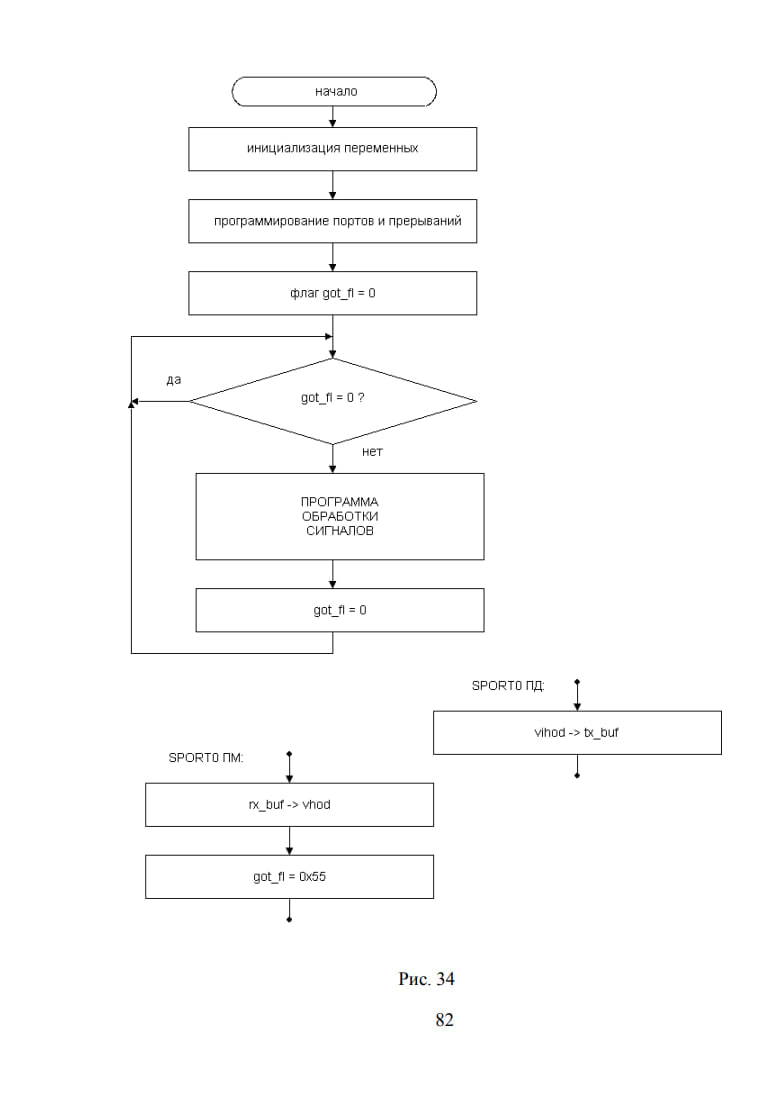 начало
инициализация переменных
программирование портов и прерываний
флаг got_fl = 0
да
got_fl = 0 ?
нет
ПРОГРАММА
ОБРАБОТКИ
СИГНАЛОВ
got_fl = 0
SPORT0 ПД:
vihod -> tx_buf
SPORT0 ПМ:
rx_buf -> vhod
got_fl = 0x55
Рис. 34
82